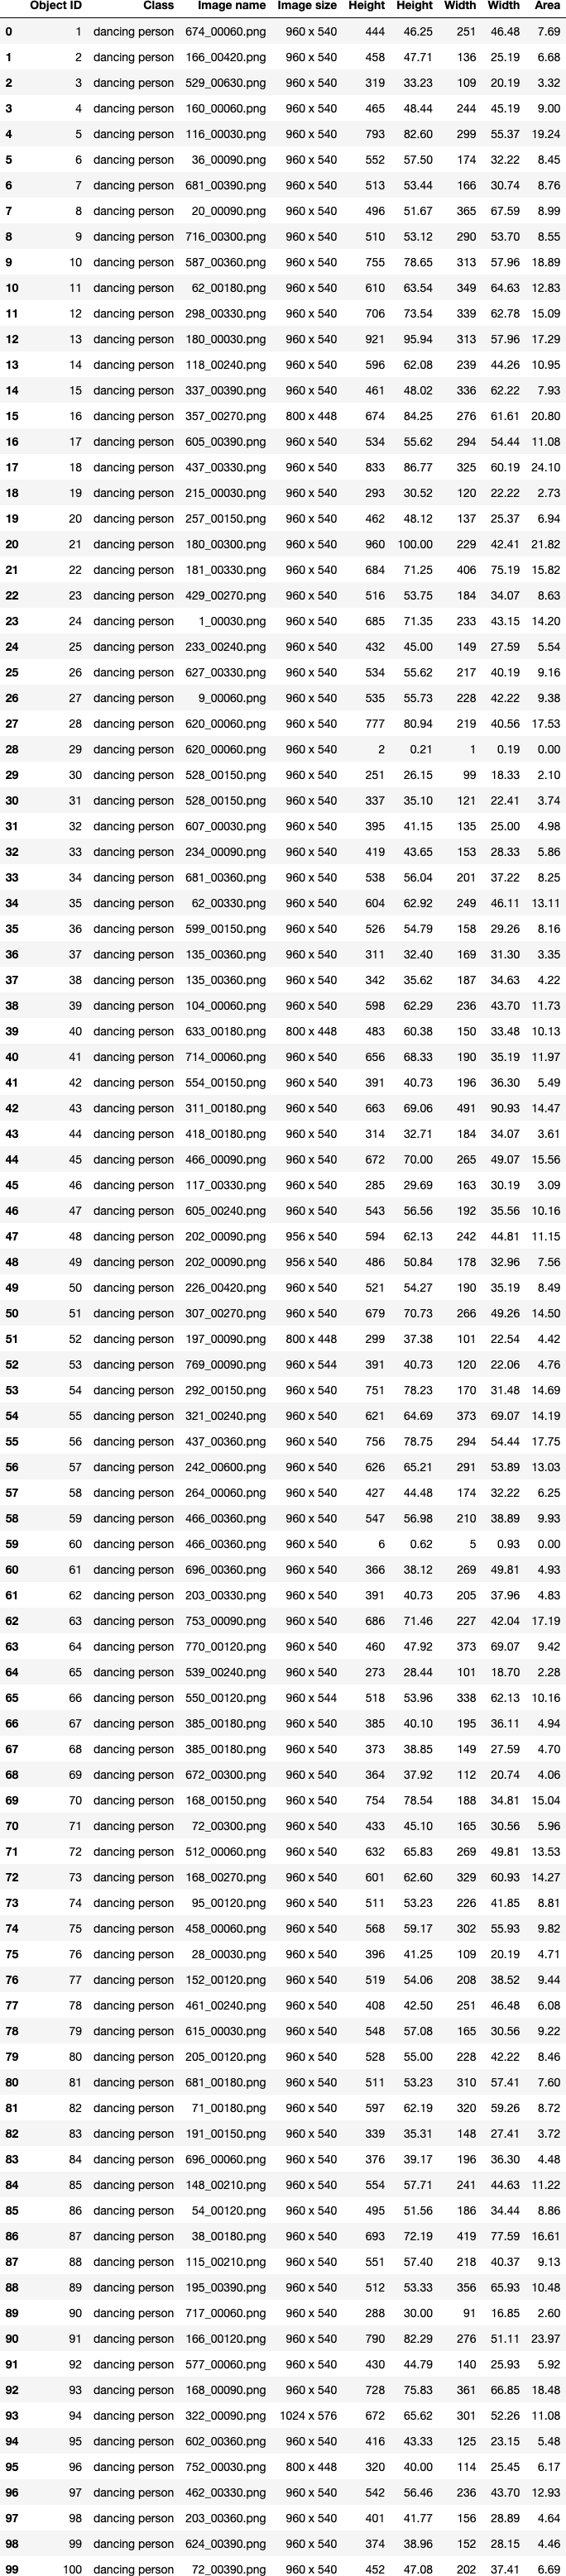 Object ID Class Image name Image size Height Height Width Width Area
0 1 dancing person 674_00060.png 960 x 540 444 46.25 251 46.48 7.69
1 2 dancing person 166_00420.png 960 x 540 458 47.71 136 25.19 6.68
2 3 dancing person 529_00630.png 960 x 540 319 33.23 109 20.19 3.32
3 4 dancing person 160_00060.png 960 x 540 465 48.44 244 45.19 9.00
4 5 dancing person 116_00030.png 960 x 540 793 82.60 299 55.37 19.24
5 6 dancing person 36_00090.png 960 x 540 552 57.50 174 32.22 8.45
6 7 dancing person 681_00390.png 960 x 540 513 53.44 166 30.74 8.76
7 8 dancing person 20_00090.png 960 x 540 496 51.67 365 67.59 8.99
8 9 dancing person 716_00300.png 960 x 540 510 53.12 290 53.70 8.55
9 10 dancing person 587_00360.png 960 x 540 755 78.65 313 57.96 18.89
10 11 dancing person 62_00180.png 960 x 540 610 63.54 349 64.63 12.83
11 12 dancing person 298_00330.png 960 x 540 706 73.54 339 62.78 15.09
12 13 dancing person 180_00030.png 960 x 540 921 95.94 313 57.96 17.29
13 14 dancing person 118_00240.png 960 x 540 596 62.08 239 44.26 10.95
14 15 dancing person 337_00390.png 960 x 540 461 48.02 336 62.22 7.93
15 16 dancing person 357_00270.png 800 x 448 674 84.25 276 61.61 20.80
16 17 dancing person 605_00390.png 960 x 540 534 55.62 294 54.44 11.08
17 18 dancing person 437_00330.png 960 x 540 833 86.77 325 60.19 24.10
18 19 dancing person 215_00030.png 960 x 540 293 30.52 120 22.22 2.73
19 20 dancing person 257_00150.png 960 x 540 462 48.12 137 25.37 6.94
20 21 dancing person 180_00300.png 960 x 540 960 100.00 229 42.41 21.82
21 22 dancing person 181_00330.png 960 x 540 684 71.25 406 75.19 15.82
22 23 dancing person 429_00270.png 960 x 540 516 53.75 184 34.07 8.63
23 24 dancing person 1_00030.png 960 x 540 685 71.35 233 43.15 14.20
24 25 dancing person 233_00240.png 960 x 540 432 45.00 149 27.59 5.54
25 26 dancing person 627_00330.png 960 x 540 534 55.62 217 40.19 9.16
26 27 dancing person 9_00060.png 960 x 540 535 55.73 228 42.22 9.38
27 28 dancing person 620_00060.png 960 x 540 777 80.94 219 40.56 17.53
28 29 dancing person 620_00060.png 960 x 540 2 0.21 1 0.19 0.00
29 30 dancing person 528_00150.png 960 x 540 251 26.15 99 18.33 2.10
30 31 dancing person 528_00150.png 960 x 540 337 35.10 121 22.41 3.74
31 32 dancing person 607_00030.png 960 x 540 395 41.15 135 25.00 4.98
32 33 dancing person 234_00090.png 960 x 540 419 43.65 153 28.33 5.86
33 34 dancing person 681_00360.png 960 x 540 538 56.04 201 37.22 8.25
34 35 dancing person 62_00330.png 960 x 540 604 62.92 249 46.11 13.11
35 36 dancing person 599_00150.png 960 x 540 526 54.79 158 29.26 8.16
36 37 dancing person 135_00360.png 960 x 540 311 32.40 169 31.30 3.35
37 38 dancing person 135_00360.png 960 x 540 342 35.62 187 34.63 4.22
38 39 dancing person 104_00060.png 960 x 540 598 62.29 236 43.70 11.73
39 40 dancing person 633_00180.png 800 x 448 483 60.38 150 33.48 10.13
40 41 dancing person 714_00060.png 960 x 540 656 68.33 190 35.19 11.97
41 42 dancing person 554_00150.png 960 x 540 391 40.73 196 36.30 5.49
42 43 dancing person 311_00180.png 960 x 540 663 69.06 491 90.93 14.47
43 44 dancing person 418_00180.png 960 x 540 314 32.71 184 34.07 3.61
44 45 dancing person 466_00090.png 960 x 540 672 70.00 265 49.07 15.56
45 46 dancing person 117_00330.png 960 x 540 285 29.69 163 30.19 3.09
46 47 dancing person 605_00240.png 960 x 540 543 56.56 192 35.56 10.16
47 48 dancing person 202_00090.png 956 x 540 594 62.13 242 44.81 11.15
48 49 dancing person 202_00090.png 956 x 540 486 50.84 178 32.96 7.56
49 50 dancing person 226_00420.png 960 x 540 521 54.27 190 35.19 8.49
50 51 dancing person 307_00270.png 960 x 540 679 70.73 266 49.26 14.50
51 52 dancing person 197_00090.png 800 x 448 299 37.38 101 22.54 4.42
52 53 dancing person 769_00090.png 960 x 544 391 40.73 120 22.06 4.76
53 54 dancing person 292_00150.png 960 x 540 751 78.23 170 31.48 14.69
54 55 dancing person 321_00240.png 960 x 540 621 64.69 373 69.07 14.19
55 56 dancing person 437_00360.png 960 x 540 756 78.75 294 54.44 17.75
56 57 dancing person 242_00600.png 960 x 540 626 65.21 291 53.89 13.03
57 58 dancing person 264_00060.png 960 x 540 427 44.48 174 32.22 6.25
58 59 dancing person 466_00360.png 960 x 540 547 56.98 210 38.89 9.93
59 60 dancing person 466_00360.png 960 x 540 6 0.62 5 0.93 0.00
60 61 dancing person 696_00360.png 960 x 540 366 38.12 269 49.81 4.93
61 62 dancing person 203_00330.png 960 x 540 391 40.73 205 37.96 4.83
62 63 dancing person 753_00090.png 960 x 540 686 71.46 227 42.04 17.19
63 64 dancing person 770_00120.png 960 x 540 460 47.92 373 69.07 9.42
64 65 dancing person 539_00240.png 960 x 540 273 28.44 101 18.70 2.28
65 66 dancing person 550_00120.png 960 x 544 518 53.96 338 62.13 10.16
66 67 dancing person 385_00180.png 960 x 540 385 40.10 195 36.11 4.94
67 68 dancing person 385_00180.png 960 x 540 373 38.85 149 27.59 4.70
68 69 dancing person 672_00300.png 960 x 540 364 37.92 112 20.74 4.06
69 70 dancing person 168_00150.png 960 x 540 754 78.54 188 34.81 15.04
70 71 dancing person 72_00300.png 960 x 540 433 45.10 165 30.56 5.96
71 72 dancing person 512_00060.png 960 x 540 632 65.83 269 49.81 13.53
72 73 dancing person 168_00270.png 960 x 540 601 62.60 329 60.93 14.27
73 74 dancing person 95_00120.png 960 x 540 511 53.23 226 41.85 8.81
74 75 dancing person 458_00060.png 960 x 540 568 59.17 302 55.93 9.82
75 76 dancing person 28_00030.png 960 x 540 396 41.25 109 20.19 4.71
76 77 dancing person 152_00120.png 960 x 540 519 54.06 208 38.52 9.44
77 78 dancing person 461_00240.png 960 x 540 408 42.50 251 46.48 6.08
78 79 dancing person 615_00030.png 960 x 540 548 57.08 165 30.56 9.22
79 80 dancing person 205_00120.png 960 x 540 528 55.00 228 42.22 8.46
80 81 dancing person 681_00180.png 960 x 540 511 53.23 310 57.41 7.60
81 82 dancing person 71_00180.png 960 x 540 597 62.19 320 59.26 8.72
82 83 dancing person 191_00150.png 960 x 540 339 35.31 148 27.41 3.72
83 84 dancing person 696_00060.png 960 x 540 376 39.17 196 36.30 4.48
84 85 dancing person 148_00210.png 960 x 540 554 57.71 241 44.63 11.22
85 86 dancing person 54_00120.png 960 x 540 495 51.56 186 34.44 8.86
86 87 dancing person 38_00180.png 960 x 540 693 72.19 419 77.59 16.61
87 88 dancing person 115_00210.png 960 x 540 551 57.40 218 40.37 9.13
88 89 dancing person 195_00390.png 960 x 540 512 53.33 356 65.93 10.48
89 90 dancing person 717_00060.png 960 x 540 288 30.00 91 16.85 2.60
90 91 dancing person 166_00120.png 960 x 540 790 82.29 276 51.11 23.97
91 92 dancing person 577_00060.png 960 x 540 430 44.79 140 25.93 5.92
92 93 dancing person 168_00090.png 960 x 540 728 75.83 361 66.85 18.48
93 94 dancing person 322_00090.png 1024 x 576 672 65.62 301 52.26 11.08
94 95 dancing person 602_00360.png 960 x 540 416 43.33 125 23.15 5.48
95 96 dancing person 752_00030.png 800 x 448 320 40.00 114 25.45 6.17
96 97 dancing person 462_00330.png 960 x 540 542 56.46 236 43.70 12.93
97 98 dancing person 203_00360.png 960 x 540 401 41.77 156 28.89 4.64
98 99 dancing person 624_00390.png 960 x 540 374 38.96 152 28.15 4.46
99 100 dancing person 72_00390.png 960 x 540 452 47.08 202 37.41 6.69